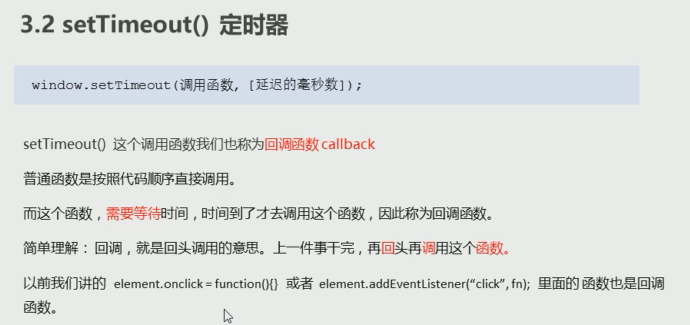 3.2 setTimeout() 定时器
window.setTimeout(调用函数, [延迟的毫秒数]);
setTimeout() 这个调用函数我们也称为回调函数 callback
普通函数是按照代码顺序直接调用。
而这个函数，需要等待时间，时间到了才去调用这个函数，因此称为回调函数。
简单理解： 回调，就是回头调用的意思。上一件事干完，再回头再调用这个函数。
以前我们讲的 element.onclick = function(){} 或者 element.addEventListener(“click”, fn); 里面的 函数也是回调
函数。